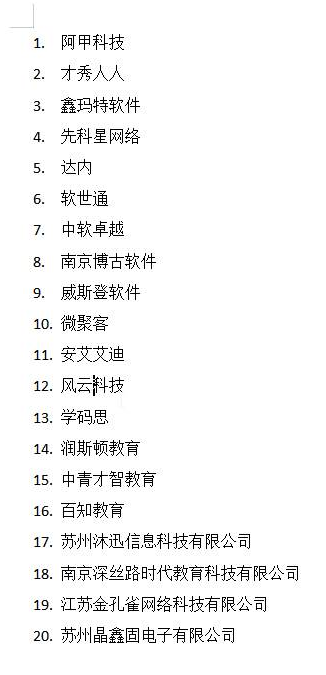 1. 阿甲科技
2. 才秀人人
3. 鑫玛特软件
4. 先科星网络
5. 达内
6. 软世通
7. 中软卓越
8. 南京博古软件
9. 威斯登软件
10. 微聚客
11. 安艾艾迪
12. 风云科技
13. 学码思
14. 润斯顿教育
15. 中青才智教育
16. 百知教育
17. 苏州沐迅信息科技有限公司
18. 南京深丝路时代教育科技有限公司
19. 江苏金孔雀网络科技有限公司
20. 苏州晶鑫固电子有限公司